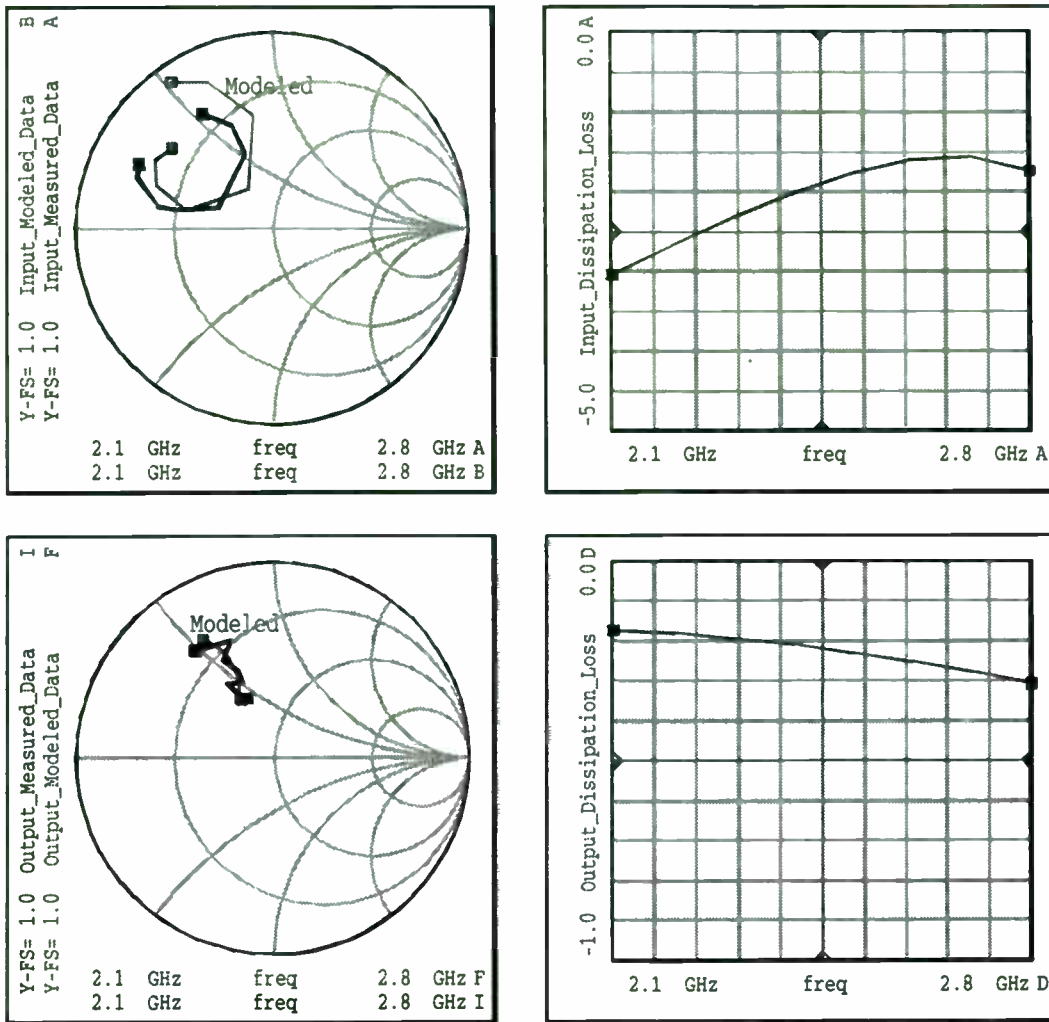 Y-FS= 1.0 Input_Modeled_Data B
Y-FS= 1.0 Input_Measured_Data A
Modeled
2.1 GHz freq 2.8 GHz A
2.1 GHz freq 2.8 GHz B
-5.0 Input_Dissipation_Loss 0.0 A
2.1 GHz freq 2.8 GHz A
Y-FS= 1.0 Output_Measured_Data I
Y-FS= 1.0 Output_Modeled_Data F
Modeled
2.1 GHz freq 2.8 GHz F
2.1 GHz freq 2.8 GHz I
-1.0 Output_Dissipation_Loss 0.0 D
2.1 GHz freq 2.8 GHz D